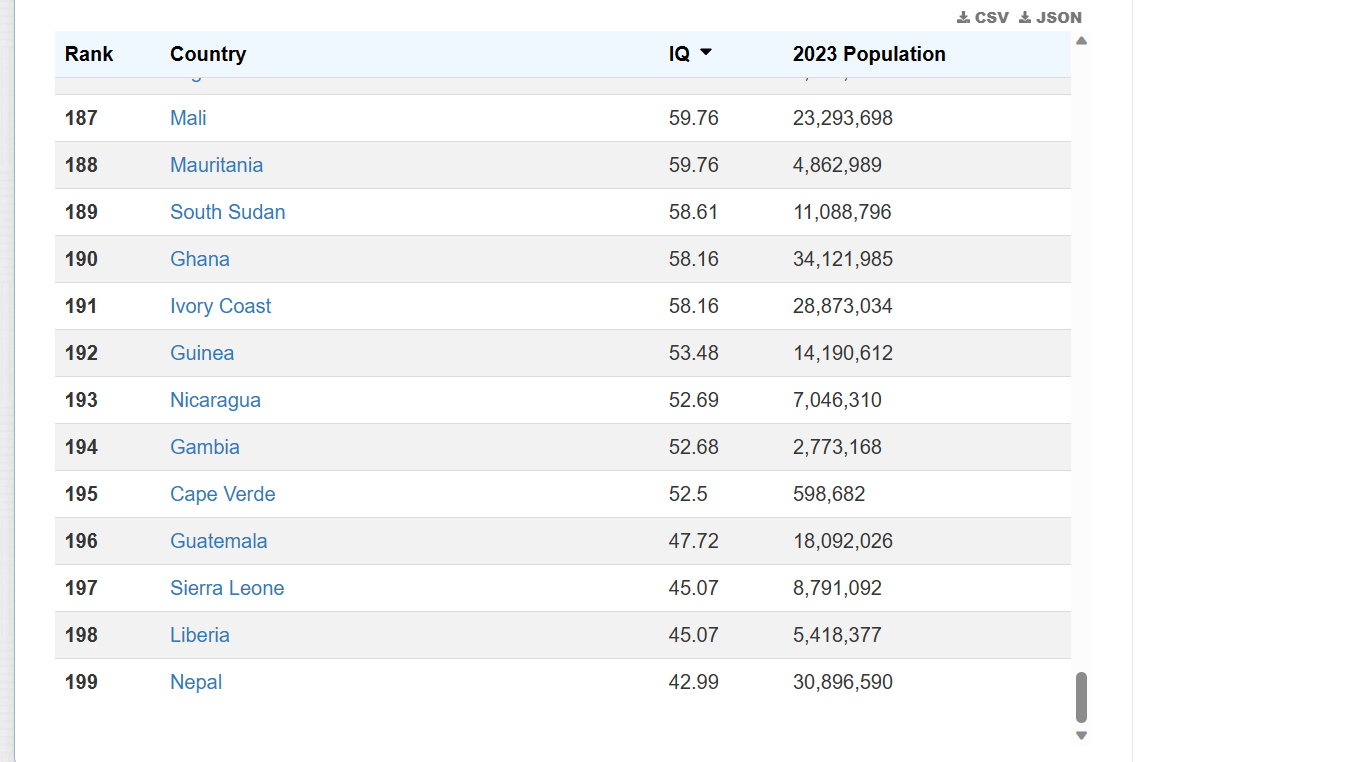 CSV JSON
Rank Country IQ 2023 Population
187 Mali 59.76 23,293,698
188 Mauritania 59.76 4,862,989
189 South Sudan 58.61 11,088,796
190 Ghana 58.16 34,121,985
191 Ivory Coast 58.16 28,873,034
192 Guinea 53.48 14,190,612
193 Nicaragua 52.69 7,046,310
194 Gambia 52.68 2,773,168
195 Cape Verde 52.5 598,682
196 Guatemala 47.72 18,092,026
197 Sierra Leone 45.07 8,791,092
198 Liberia 45.07 5,418,377
199 Nepal 42.99 30,896,590